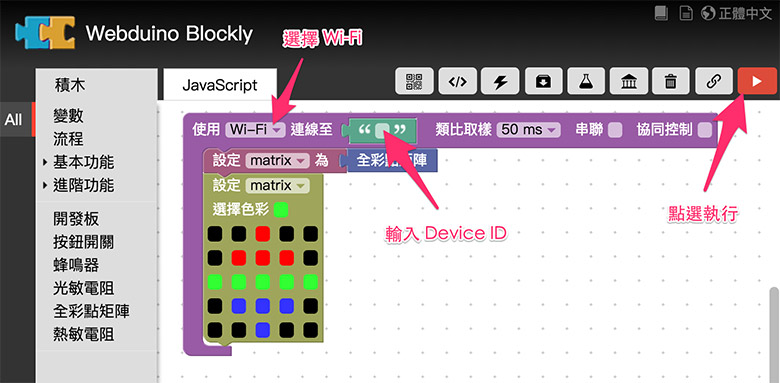 正體中文
Webduino Blockly
選擇 Wi-Fi
積木
JavaScript
All
變數
流程
基本功能
進階功能
開發板
按鈕開關
蜂鳴器
光敏電阻
全彩點矩陣
熱敏電阻
使用 Wi-Fi 連線至 “ ” 類比取樣 50 ms 串聯 協同控制
設定 matrix 為 全彩點矩陣
設定 matrix
選擇色彩
輸入 Device ID
點選執行